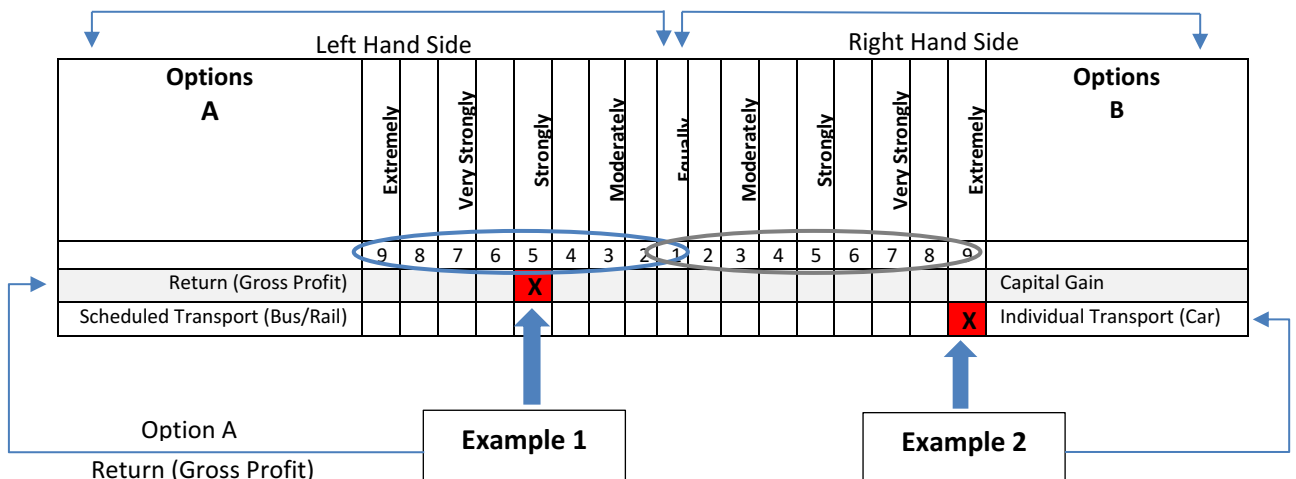 Left Hand Side Right Hand Side
Options A Options B
Extremely Very Strongly Strongly Moderately Equally Moderately Strongly Very Strongly Extremely
9 8 7 6 5 4 3 2 1 2 3 4 5 6 7 8 9
Return (Gross Profit) X Capital Gain
Scheduled Transport (Bus/Rail) X Individual Transport (Car)
Option A
Return (Gross Profit)
Example 1
Example 2